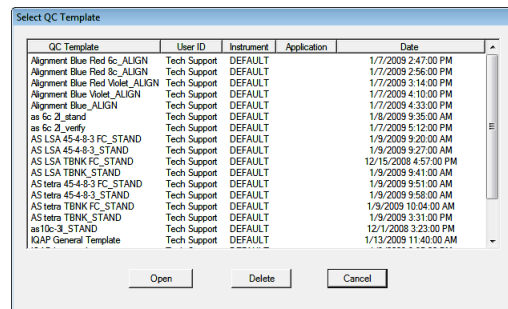 Select QC Template
QC Template User ID Instrument Application Date
Alignment Blue Red 6c_ALIGN Tech Support DEFAULT 1/7/2009 2:47:00 PM
Alignment Blue Red 8c_ALIGN Tech Support DEFAULT 1/7/2009 2:56:00 PM
Alignment Blue Red Violet_ALIGN Tech Support DEFAULT 1/7/2009 3:14:00 PM
Alignment Blue Violet_ALIGN Tech Support DEFAULT 1/7/2009 4:10:00 PM
Alignment Blue_ALIGN Tech Support DEFAULT 1/7/2009 4:33:00 PM
as 6c 2l_stand Tech Support DEFAULT 1/8/2009 9:35:00 AM
as 6c 2l_verify Tech Support DEFAULT 1/7/2009 5:12:00 PM
AS LSA 45-4-8-3 FC_STAND Tech Support DEFAULT 1/9/2009 9:20:00 AM
AS LSA 45-4-8-3_STAND Tech Support DEFAULT 1/9/2009 9:27:00 AM
AS LSA TBNK FC_STAND Tech Support DEFAULT 12/15/2008 4:57:00 PM
AS LSA TBNK_STAND Tech Support DEFAULT 1/9/2009 9:41:00 AM
AS tetra 45-4-8-3 FC_STAND Tech Support DEFAULT 1/9/2009 9:51:00 AM
AS tetra 45-4-8-3_STAND Tech Support DEFAULT 1/9/2009 9:58:00 AM
AS tetra TBNK FC_STAND Tech Support DEFAULT 1/9/2009 10:04:00 AM
AS tetra TBNK_STAND Tech Support DEFAULT 1/9/2009 3:31:00 PM
as10c-3l_STAND Tech Support DEFAULT 12/1/2008 3:23:00 PM
IQAP General Template Tech Support DEFAULT 1/13/2009 11:40:00 AM
Open Delete Cancel